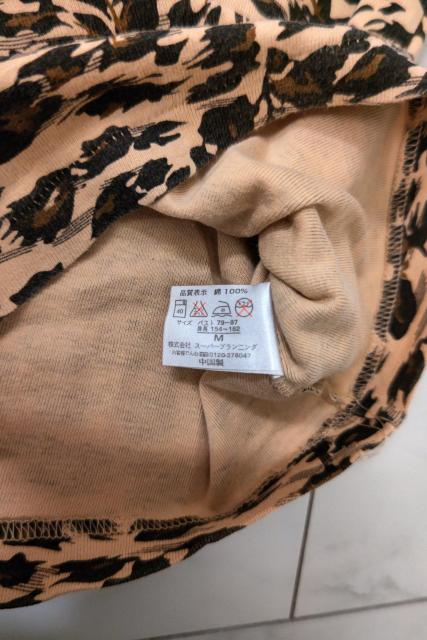 品質表示 綿 100%
40
サイズ バスト 79~87
身長 154~162
M
株式会社 スーパープランニング
0120-278047
中国製